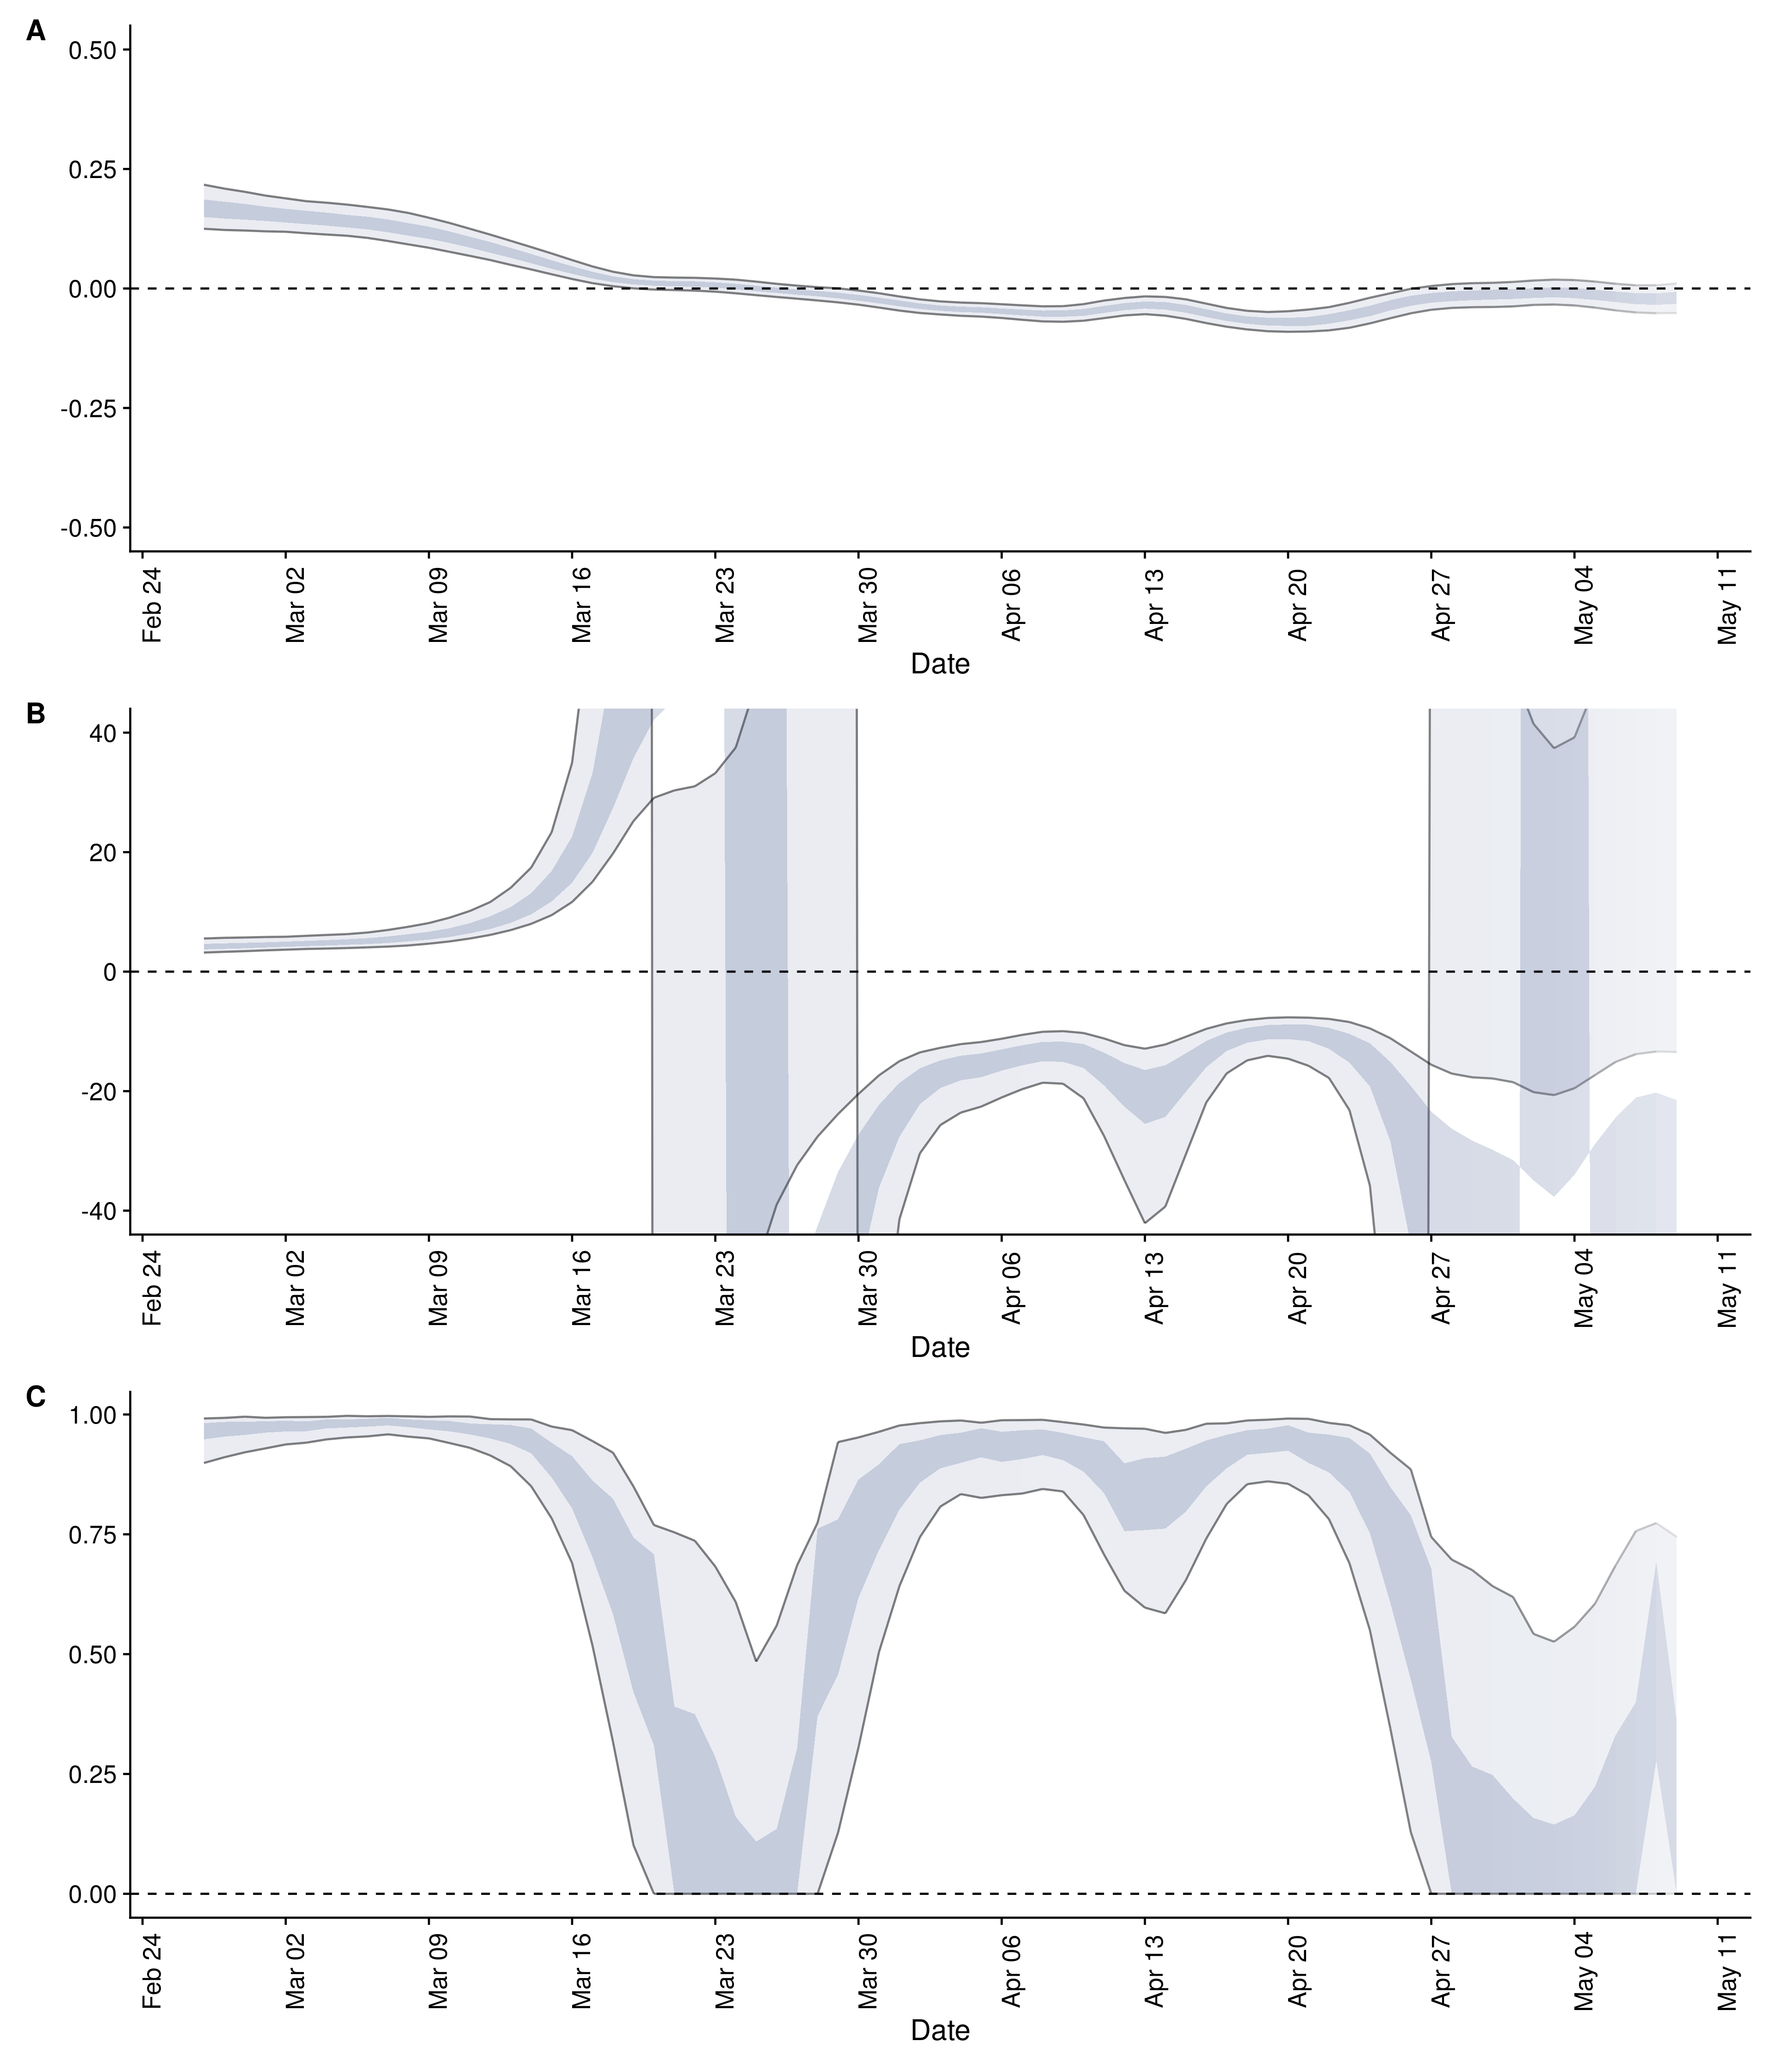 A
0.50
0.25
0.00
-0.25
-0.50
Feb 24
Mar 02
Mar 09
Mar 16
Mar 23
Mar 30
Apr 06
Apr 13
Apr 20
Apr 27
May 04
May 11
Date
B
40
20
0
-20
-40
Feb 24
Mar 02
Mar 09
Mar 16
Mar 23
Mar 30
Apr 06
Apr 13
Apr 20
Apr 27
May 04
May 11
Date
C
1.00
0.75
0.50
0.25
0.00
Feb 24
Mar 02
Mar 09
Mar 16
Mar 23
Mar 30
Apr 06
Apr 13
Apr 20
Apr 27
May 04
May 11
Date